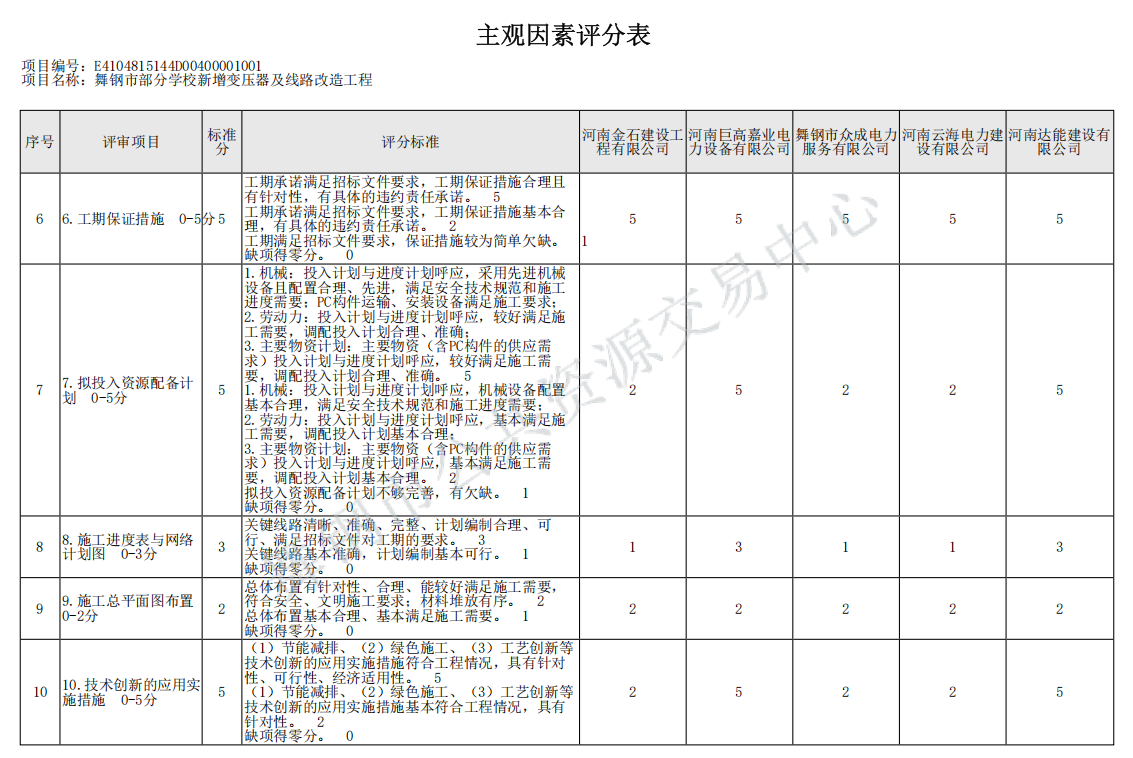 主观因素评分表
项目编号: E4104815144D00400001001
项目名称: 舞钢市部分学校新增变压器及线路改造工程
序号
评审项目
标准
分
评分标准
河南金石建设工
程有限公司
河南巨高嘉业电
力设备有限公司
舞钢市众成电力
服务有限公司
河南云海电力建
设有限公司
河南达能建设有
限公司
6
6.工期保证措施 0-5分
5
工期承诺满足招标文件要求，工期保证措施合理且
有针对性，有具体的违约责任承诺。 5
工期承诺满足招标文件要求，工期保证措施基本合
理，有具体的违约责任承诺。 2
工期满足招标文件要求，保证措施较为简单欠缺。 1
缺项得零分。 0
5
5
5
5
5
7
7.拟投入资源配备计
划 0-5分
5
1.机械：投入计划与进度计划呼应，采用先进机械
设备且配置合理、先进，满足安全技术规范和施工
进度需要；PC构件运输、安装设备满足施工要求；
2.劳动力：投入计划与进度计划呼应，较好满足施
工需要，调配投入计划合理、准确；
3.主要物资计划：主要物资（含PC构件的供应需
求）投入计划与进度计划呼应，较好满足施工需
要，调配投入计划合理、准确。 5
1.机械：投入计划与进度计划呼应，机械设备配置
基本合理，满足安全技术规范和施工进度需要；
2.劳动力：投入计划与进度计划呼应，基本满足施
工需要，调配投入计划基本合理；
3.主要物资计划：主要物资（含PC构件的供应需
求）投入计划与进度计划呼应，基本满足施工需
要，调配投入计划基本合理。 2
拟投入资源配备计划不够完善，有欠缺。 1
缺项得零分。 0
2
5
2
2
5
8
8.施工进度表与网络
计划图 0-3分
3
关键线路清晰、准确、完整、计划编制合理、可
行、满足招标文件对工期的要求。 3
关键线路基本准确，计划编制基本可行。 1
缺项得零分。 0
1
3
1
1
3
9
9.施工总平面图布置
0-2分
2
总体布置有针对性、合理、能较好满足施工需要，
符合安全、文明施工要求；材料堆放有序。 2
总体布置基本合理、基本满足施工需要。 1
缺项得零分。 0
2
2
2
2
2
10
10.技术创新的应用实
施措施 0-5分
5
（1）节能减排、（2）绿色施工、（3）工艺创新等
技术创新的应用实施措施符合工程情况，具有针对
性、可行性、经济适用性。 5
（1）节能减排、（2）绿色施工、（3）工艺创新等
技术创新的应用实施措施基本符合工程情况，具有
针对性。 2
缺项得零分。 0
2
5
2
2
5
舞钢市公共资源交易中心